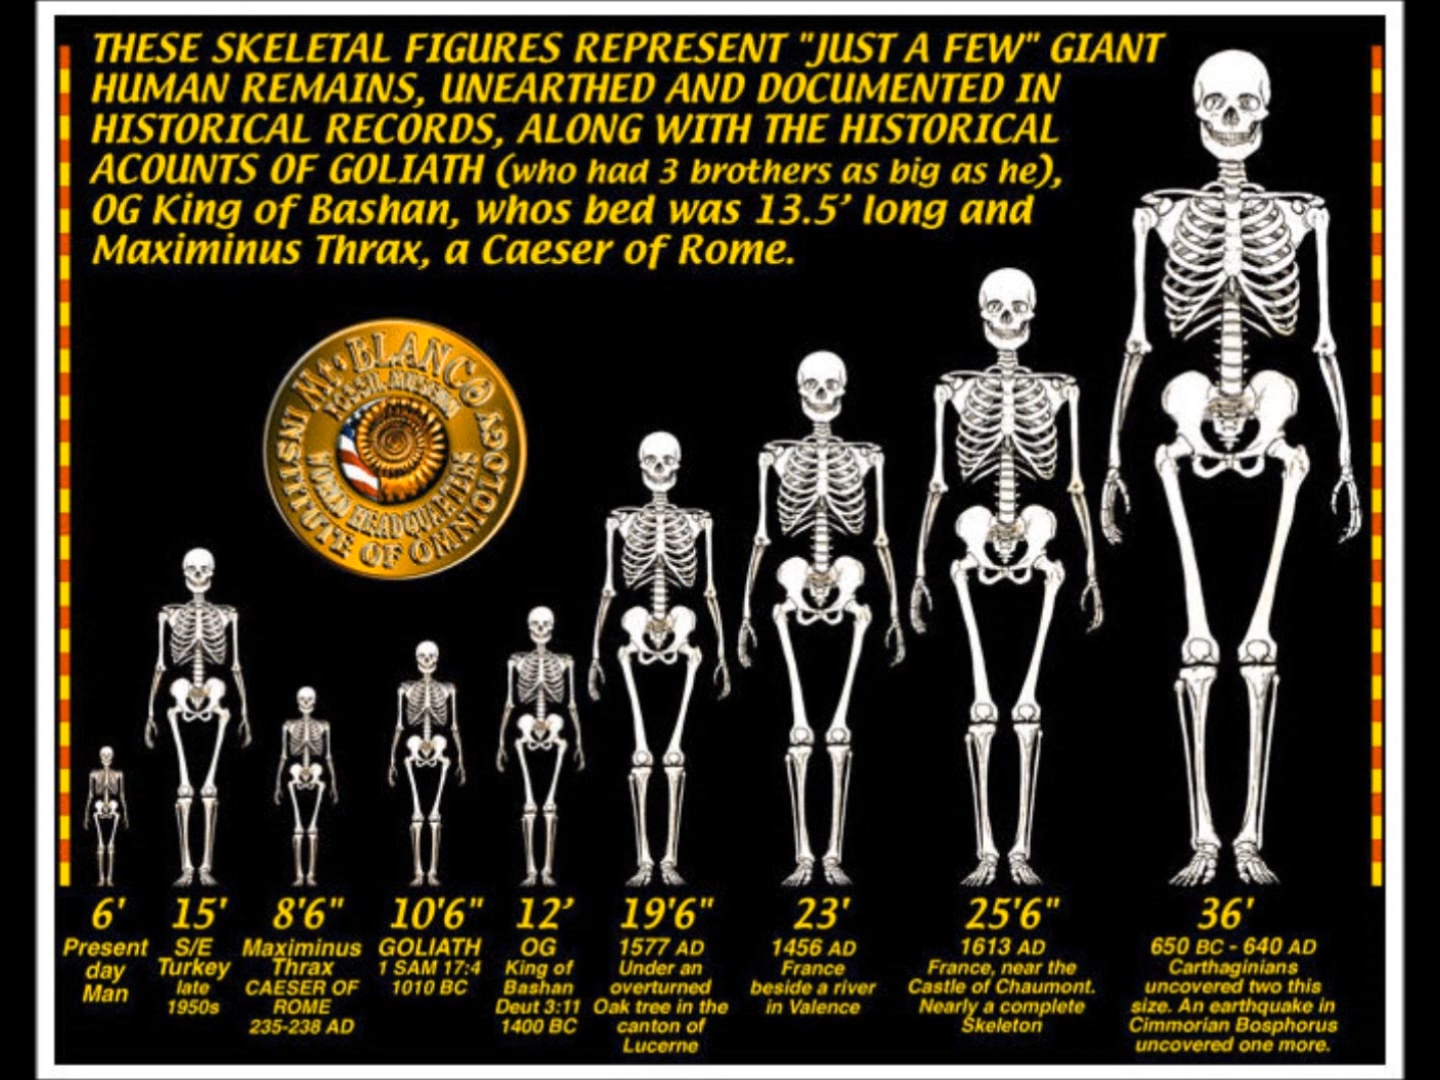 THESE SKELETAL FIGURES REPRESENT "JUST A FEW" GIANT
HUMAN REMAINS, UNEARTHED AND DOCUMENTED IN
HISTORICAL RECORDS, ALONG WITH THE HISTORICAL
ACOUNTS OF GOLIATH (who had 3 brothers as big as he),
OG King of Bashan, whos bed was 13.5’ long and
Maximinus Thrax, a Caeser of Rome.
Mt. BLANCO
FOSSIL MUSEUM
WORLD HEADQUARTERS
INSTITUTE OF OMNIOLOGY
6'
Present
day
Man
15'
S/E
Turkey
late
1950s
8'6"
Maximinus
Thrax
CAESER OF
ROME
235-238 AD
10'6"
GOLIATH
1 SAM 17:4
1010 BC
12’
OG
King of
Bashan
Deut 3:11
1400 BC
19'6"
1577 AD
Under an
overturned
Oak tree in the
canton of
Lucerne
23'
1456 AD
France
beside a river
in Valence
25'6"
1613 AD
France, near the
Castle of Chaumont.
Nearly a complete
Skeleton
36'
650 BC - 640 AD
Carthaginians
uncovered two this
size. An earthquake in
Cimmorian Bosphorus
uncovered one more.